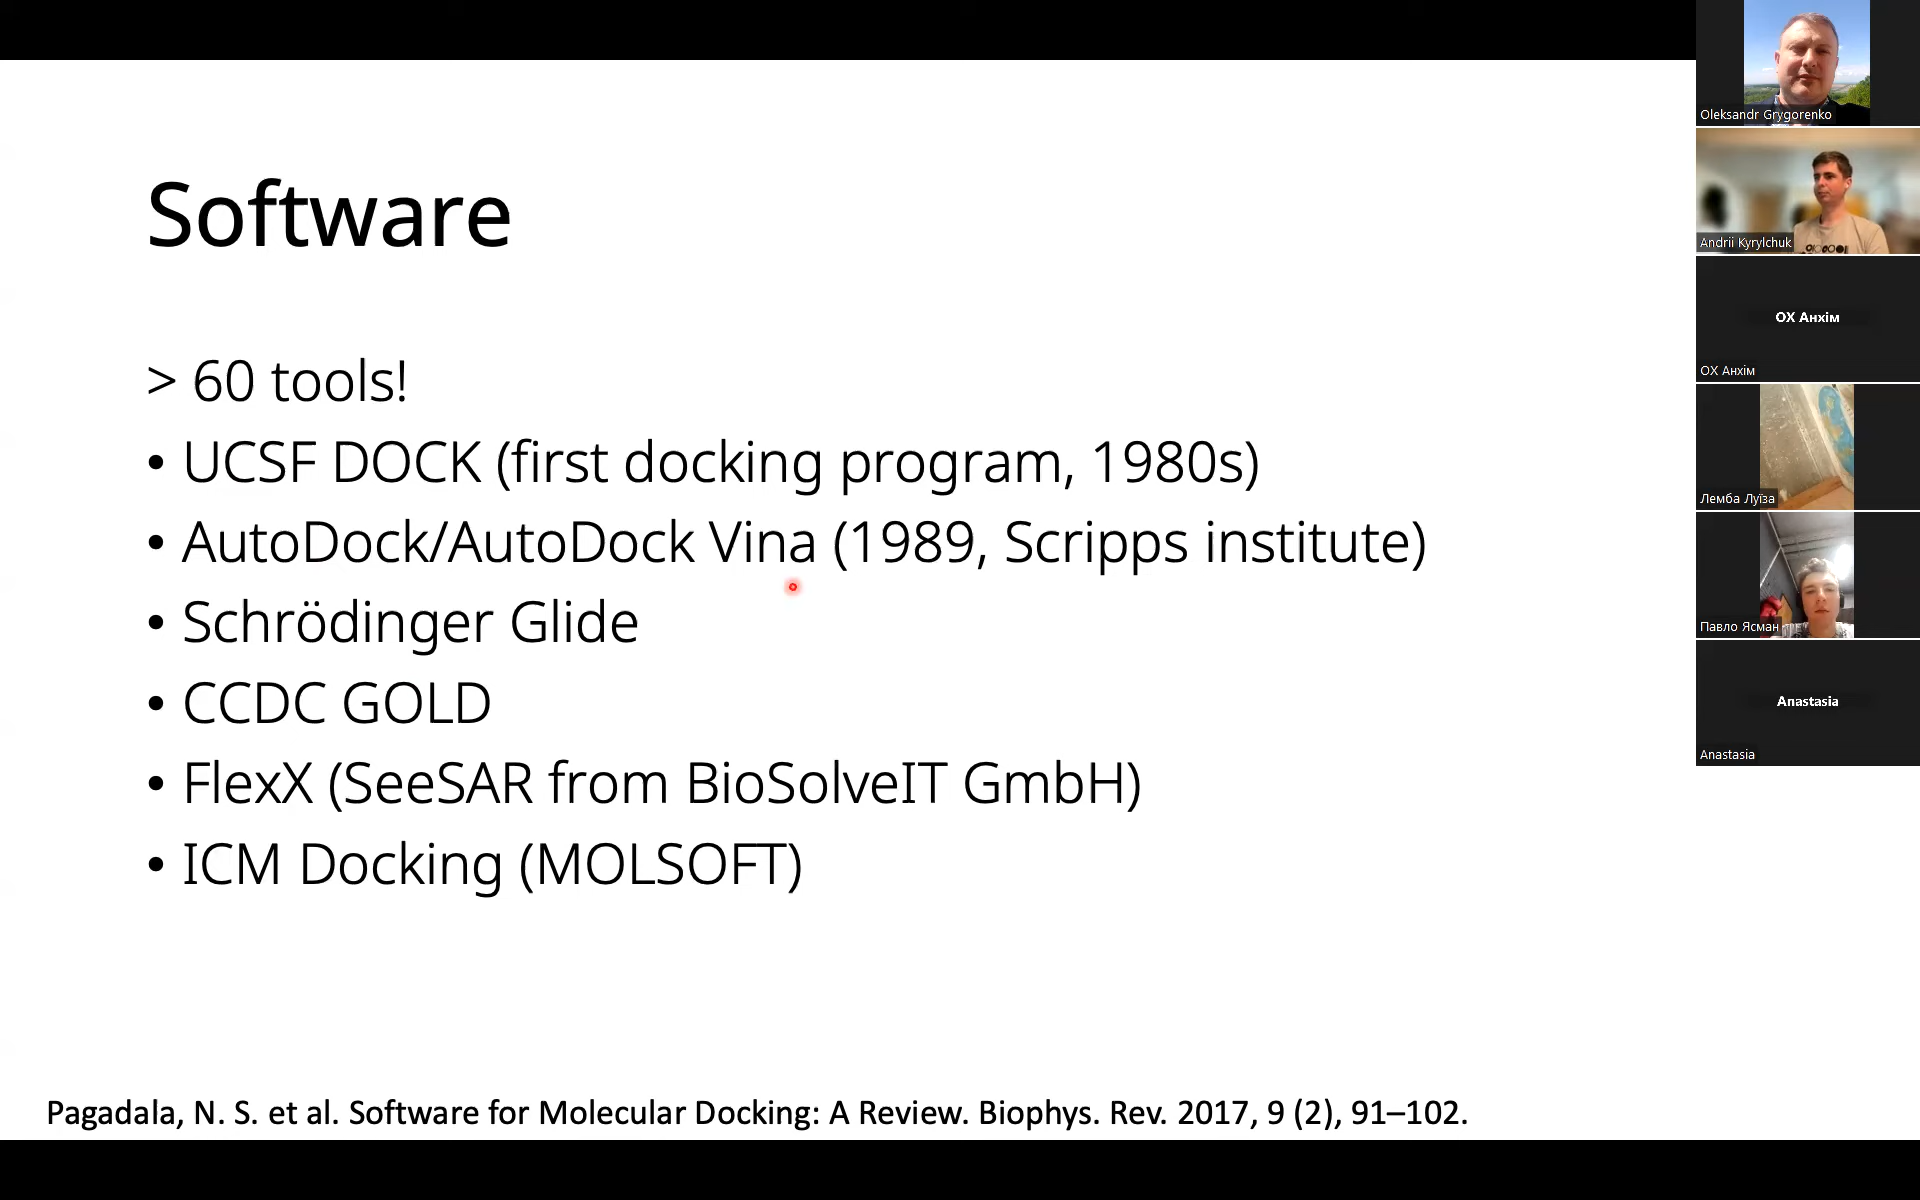 Software
> 60 tools!
• UCSF DOCK (first docking program, 1980s)
• AutoDock/AutoDock Vina (1989, Scripps institute)
• Schrödinger Glide
• CCDC GOLD
• FlexX (SeeSAR from BioSolveIT GmbH)
• ICM Docking (MOLSOFT)
Pagadala, N. S. et al. Software for Molecular Docking: A Review. Biophys. Rev. 2017, 9 (2), 91–102.
Oleksandr Grygorenko
Andrii Kyrylchuk
ОХ Анхім
ОХ Анхім
Лемба Луїза
Павло Ясман
Anastasia
Anastasia